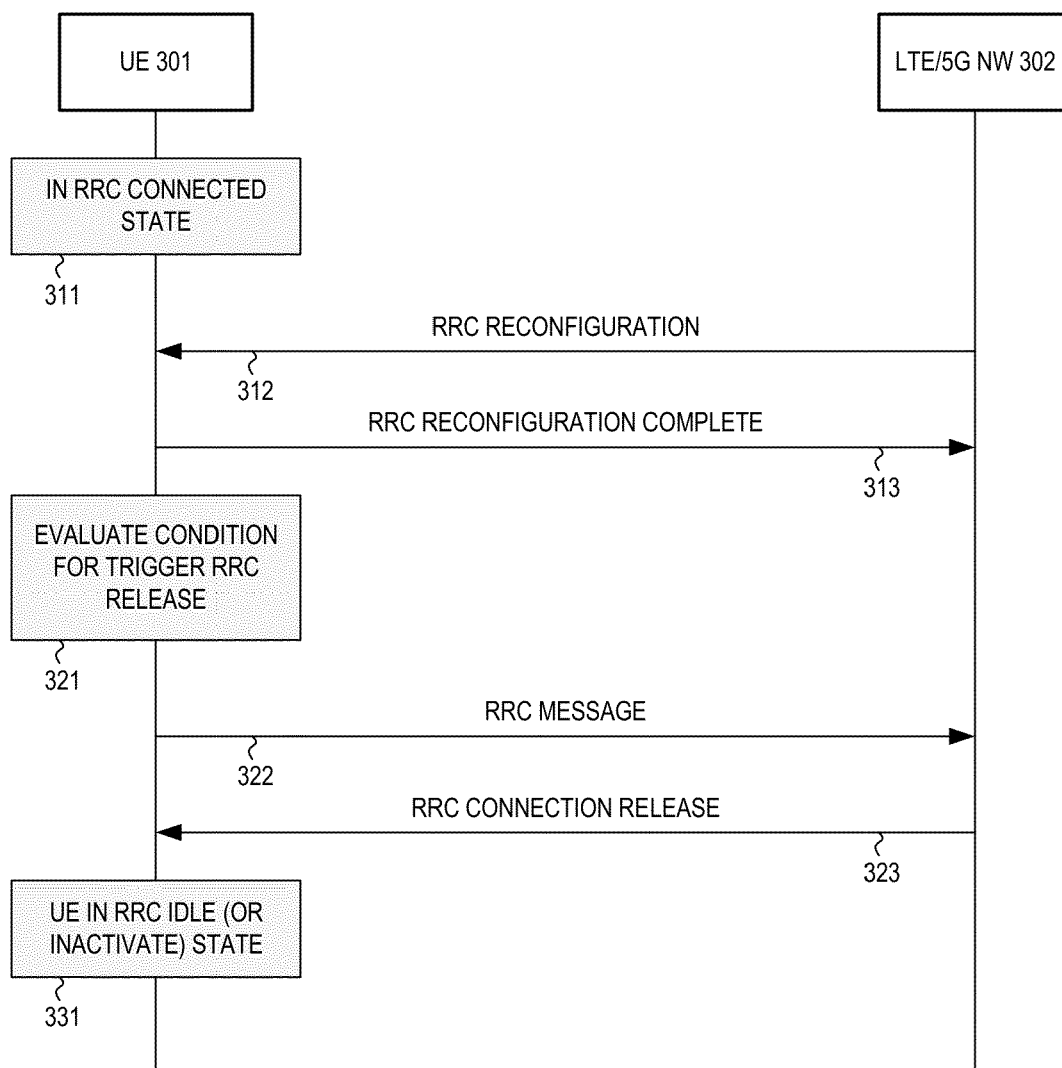 UE 301
LTE/5G NW 302
IN RRC CONNECTED
STATE
311
RRC RECONFIGURATION
312
RRC RECONFIGURATION COMPLETE
313
EVALUATE CONDITION
FOR TRIGGER RRC
RELEASE
321
RRC MESSAGE
322
RRC CONNECTION RELEASE
323
UE IN RRC IDLE (OR
INACTIVATE) STATE
331